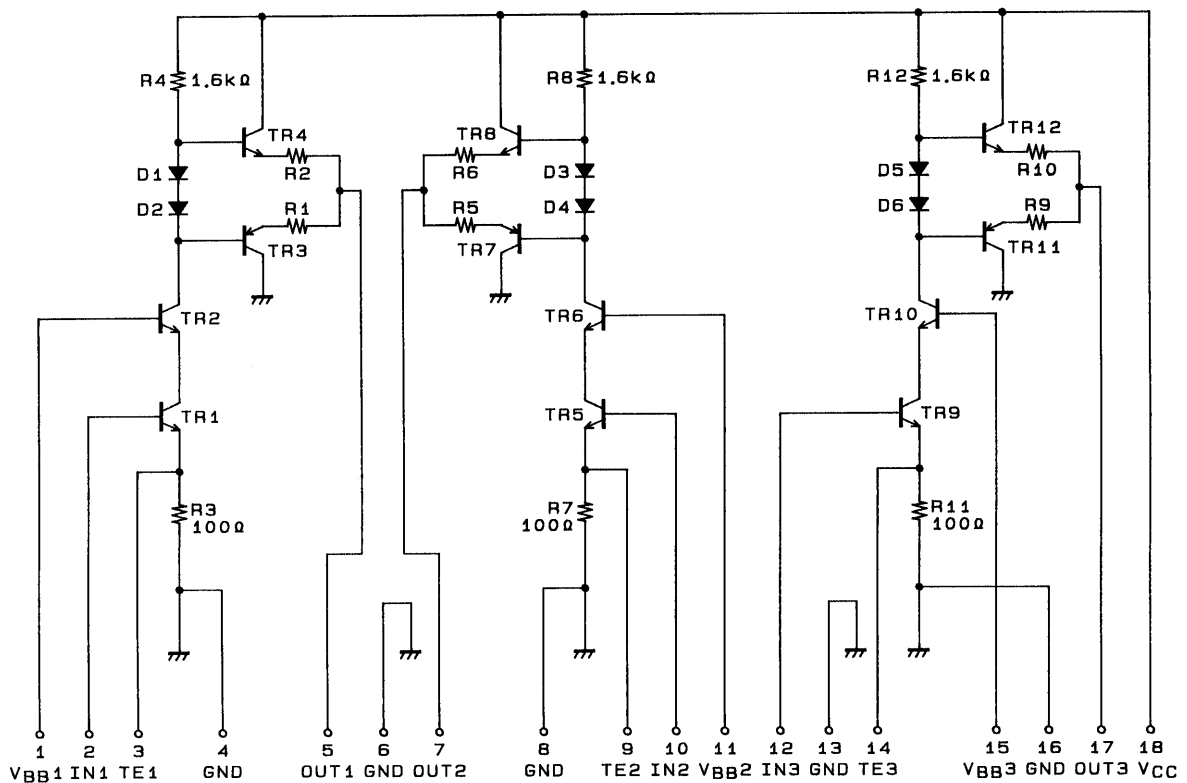 R4 1.6kΩ
R8 1.6kΩ
R12 1.6kΩ
TR4
TR8
TR12
R2
R6
R10
D1
D3
D5
D2
D4
D6
R1
R5
R9
TR3
TR7
TR11
TR2
TR6
TR10
TR1
TR5
TR9
R3
100Ω
R7
100Ω
R11
100Ω
1 2 3 4 5 6 7 8 9 10 11 12 13 14 15 16 17 18
VBB1 IN1 TE1 GND OUT1 GND OUT2 GND TE2 IN2 VBB2 IN3 GND TE3 VBB3 GND OUT3 VCC